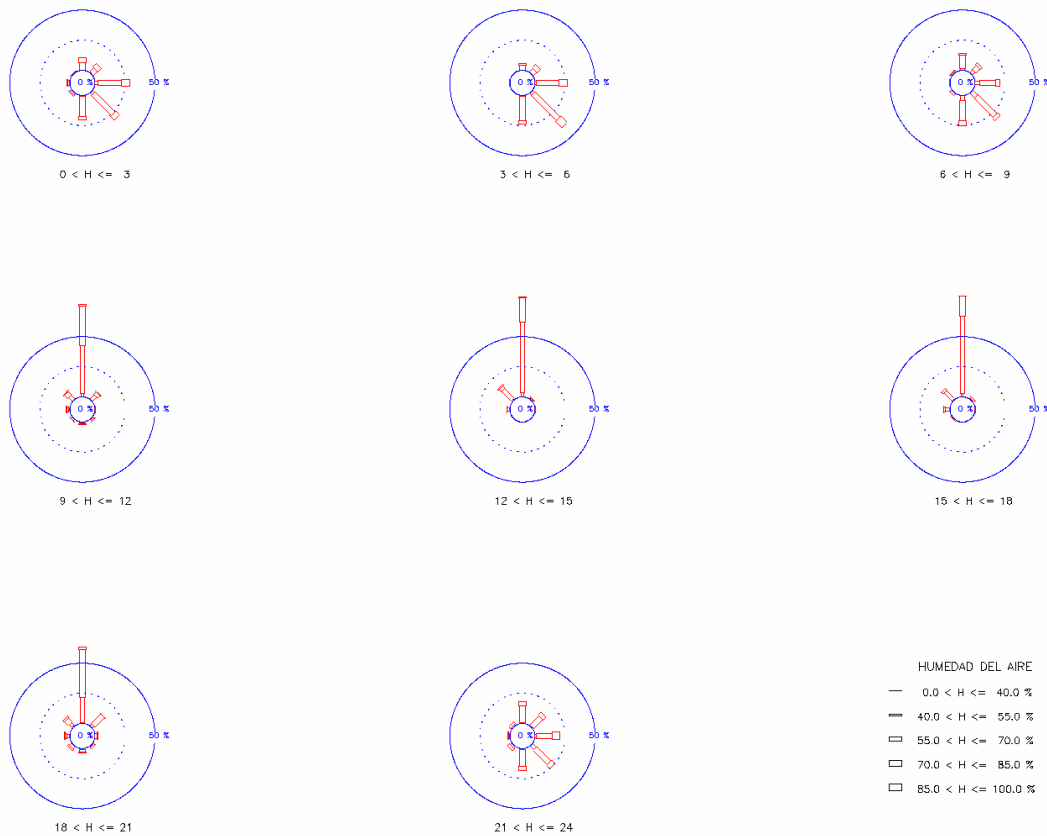 0 % 50 %
0 < H <= 3
0 % 50 %
3 < H <= 6
0 % 50 %
6 < H <= 9
0 % 50 %
9 < H <= 12
0 % 50 %
12 < H <= 15
0 % 50 %
15 < H <= 18
0 % 50 %
18 < H <= 21
0 % 50 %
21 < H <= 24
HUMEDAD DEL AIRE
0.0 < H <= 40.0 %
40.0 < H <= 55.0 %
55.0 < H <= 70.0 %
70.0 < H <= 85.0 %
85.0 < H <= 100.0 %